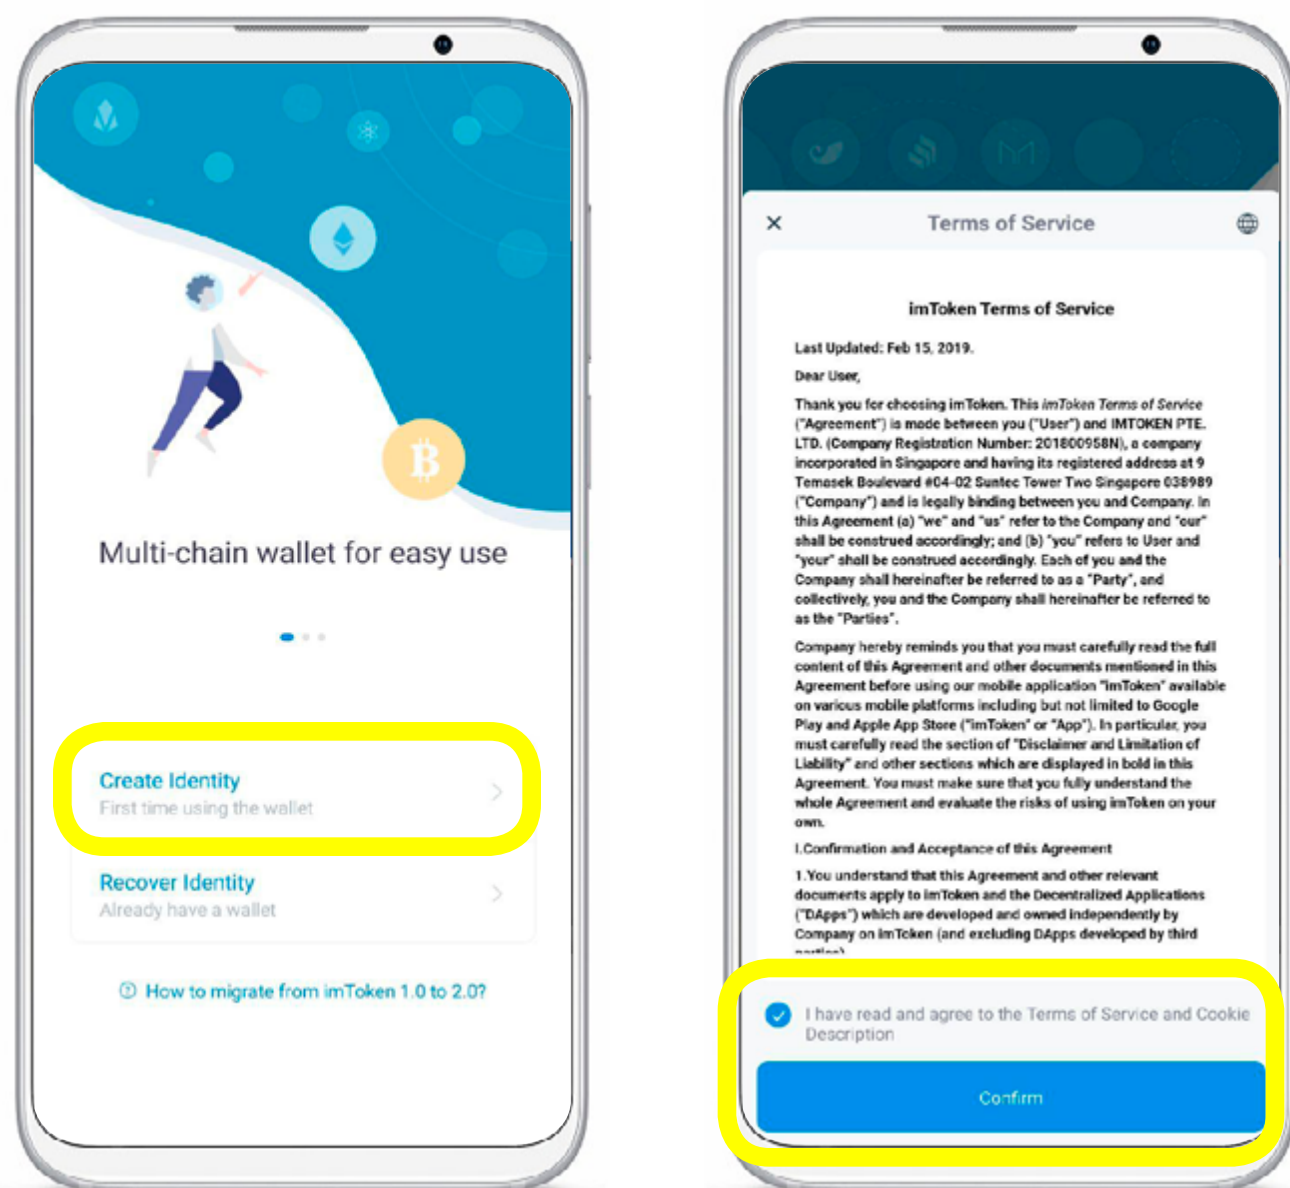 Multi-chain wallet for easy use
Create Identity
First time using the wallet
Recover Identity
Already have a wallet
How to migrate from imToken 1.0 to 2.0?
Terms of Service
imToken Terms of Service
Last Updated: Feb 15, 2019.
Dear User,
Thank you for choosing imToken. This imToken Terms of Service
("Agreement") is made between you ("User") and IMTOKEN PTE.
LTD. (Company Registration Number: 201800958N), a company
incorporated in Singapore and having its registered address at 9
Temasek Boulevard #04-02 Suntec Tower Two Singapore 038989
("Company") and is legally binding between you and Company. In
this Agreement (a) "we" and "us" refer to the Company and "our"
shall be construed accordingly; and (b) "you" refers to User and
"your" shall be construed accordingly. Each of you and the
Company shall hereinafter be referred to as a "Party", and
collectively, you and the Company shall hereinafter be referred to
as the "Parties".
Company hereby reminds you that you must carefully read the full
content of this Agreement and other documents mentioned in this
Agreement before using our mobile application "imToken" available
on various mobile platforms including but not limited to Google
Play and Apple App Store ("imToken" or "App"). In particular, you
must carefully read the section of "Disclaimer and Limitation of
Liability" and other sections which are displayed in bold in this
Agreement. You must make sure that you fully understand the
whole Agreement and evaluate the risks of using imToken on your
own.
I.Confirmation and Acceptance of this Agreement
1.You understand that this Agreement and other relevant
documents apply to imToken and the Decentralized Applications
("DApps") which are developed and owned independently by
Company on imToken (and excluding DApps developed by third
parties)
I have read and agree to the Terms of Service and Cookie
Description
Confirm